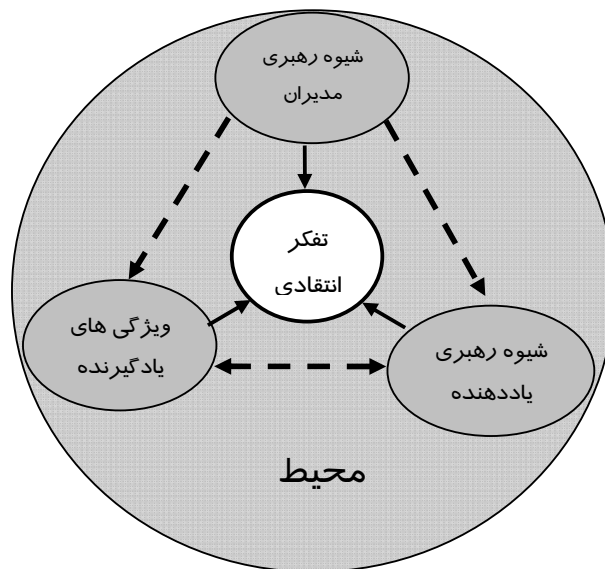 شیوه رهبری
مدیران
تفکر
انتقادی
ویژگی های
یادگیرنده
شیوه رهبری
یاددهنده
محیط